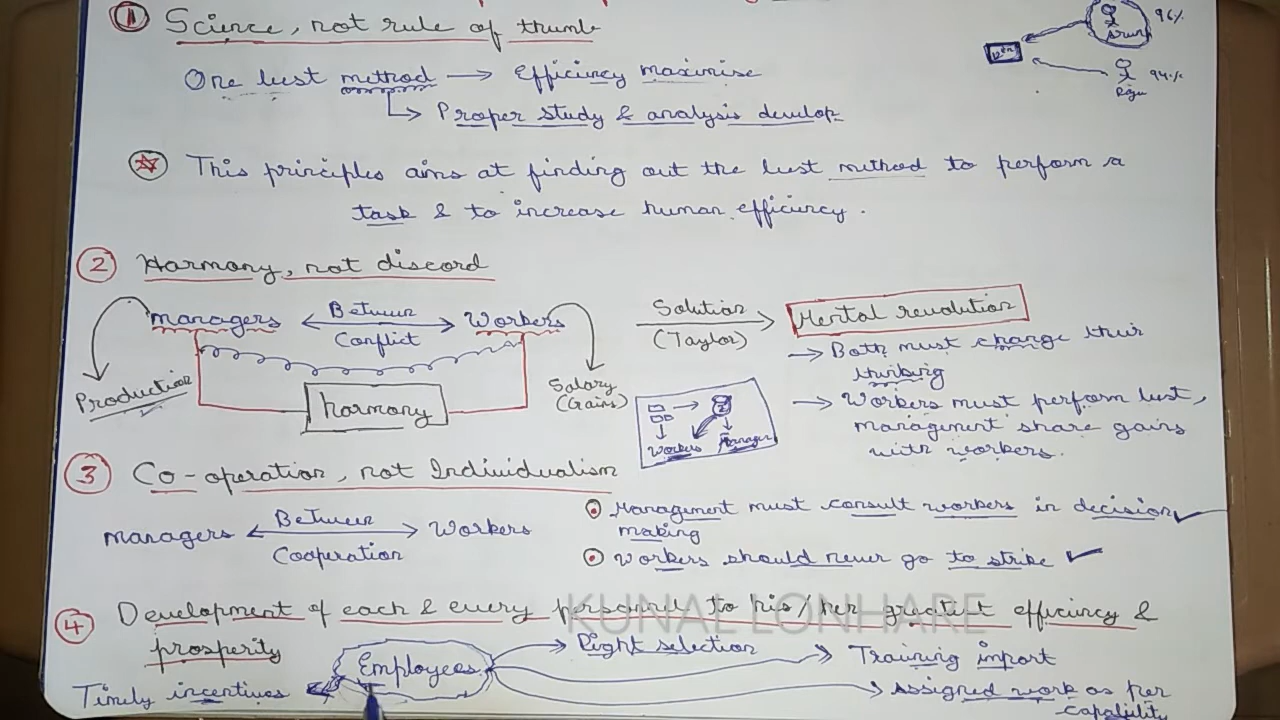 1 Science, not rule of thumb
One best method → Efficiency maximise
↳ Proper study & analysis develop
96%
94%
Raju
This principles aims at finding out the best method to perform a
task & to increase human efficiency.
2 Harmony, not discord
managers Between Workers
Conflict
Production
Salary
(Gains)
harmony
Solution
(Taylor)
Mental revolution
→ Both must change their
thinking
→ Workers must perform best,
management share gains
with workers.
Workers Manager
3 Co-operation, not Individualism
managers Between Workers
Cooperation
Management must consult workers in decision
making
Workers should never go to strike
4 Development of each & every personnel to his/her greatest efficiency &
prosperity
KUNAL LONHARE
Employees
Right selection
Training import
Timely incentives
Assigned work as per
capability